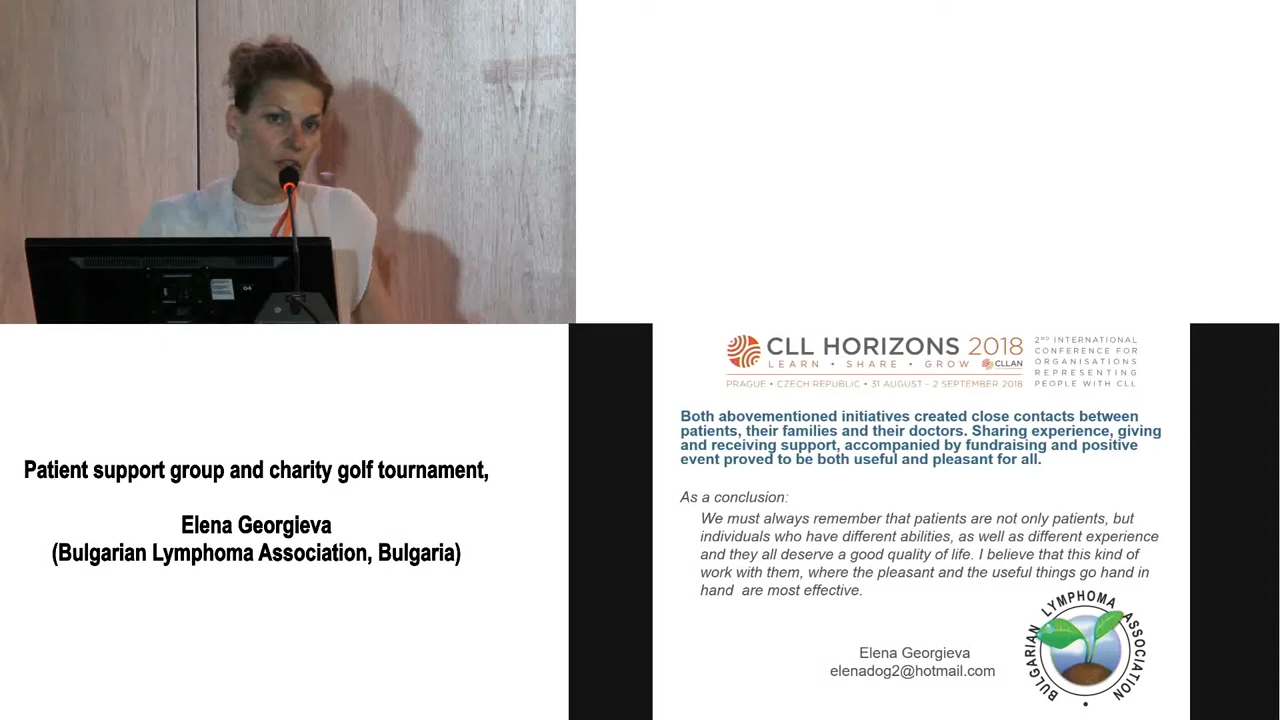 Patient support group and charity golf tournament,
Elena Georgieva
(Bulgarian Lymphoma Association, Bulgaria)
CLL HORIZONS 2018
LEARN • SHARE • GROW
CLLAN
PRAGUE • CZECH REPUBLIC • 31 AUGUST - 2 SEPTEMBER 2018
2ND INTERNATIONAL
CONFERENCE FOR
ORGANISATIONS
REPRESENTING
PEOPLE WITH CLL
Both abovementioned initiatives created close contacts between
patients, their families and their doctors. Sharing experience, giving
and receiving support, accompanied by fundraising and positive
event proved to be both useful and pleasant for all.
As a conclusion:
We must always remember that patients are not only patients, but
individuals who have different abilities, as well as different experience
and they all deserve a good quality of life. I believe that this kind of
work with them, where the pleasant and the useful things go hand in
hand are most effective.
Elena Georgieva
elenadog2@hotmail.com
BULGARIAN LYMPHOMA ASSOCIATION